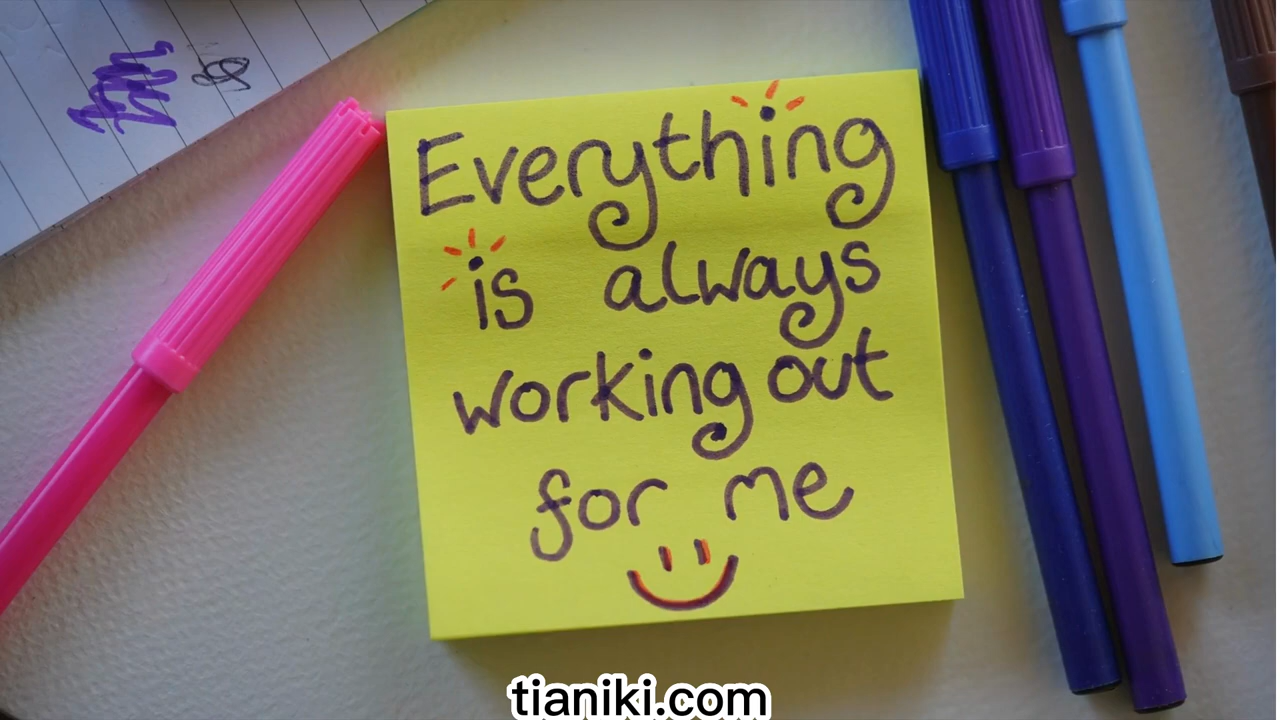 Everything
is always
working out
for me
tianiki.com